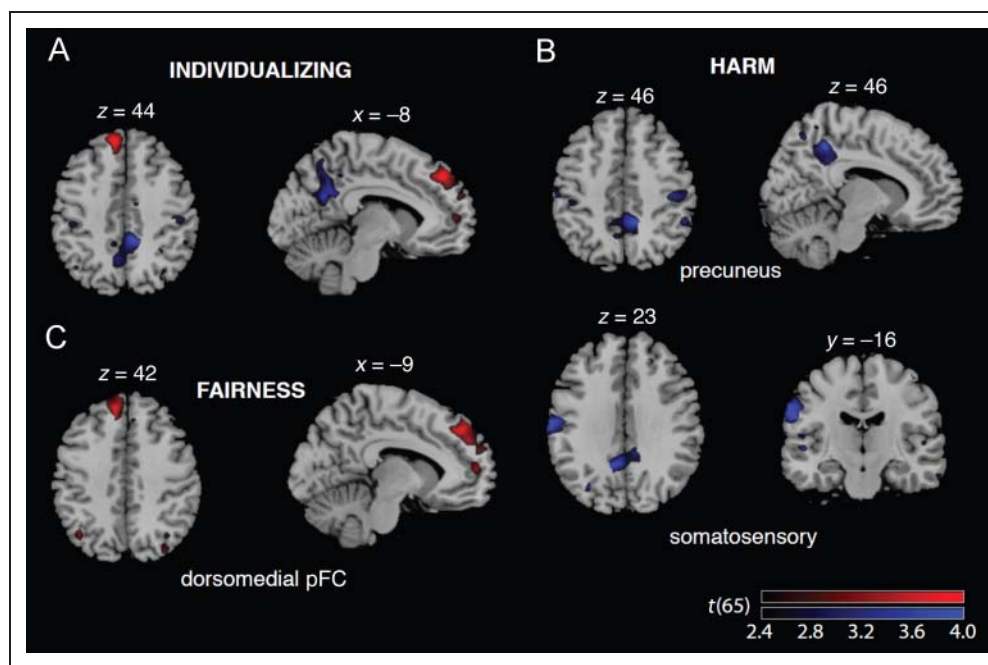 A
INDIVIDUALIZING
z = 44
x = –8
B
HARM
z = 46
z = 46
precuneus
C
z = 42
FAIRNESS
x = –9
dorsomedial pFC
z = 23
y = –16
somatosensory
t(65)
2.4 2.8 3.2 3.6 4.0